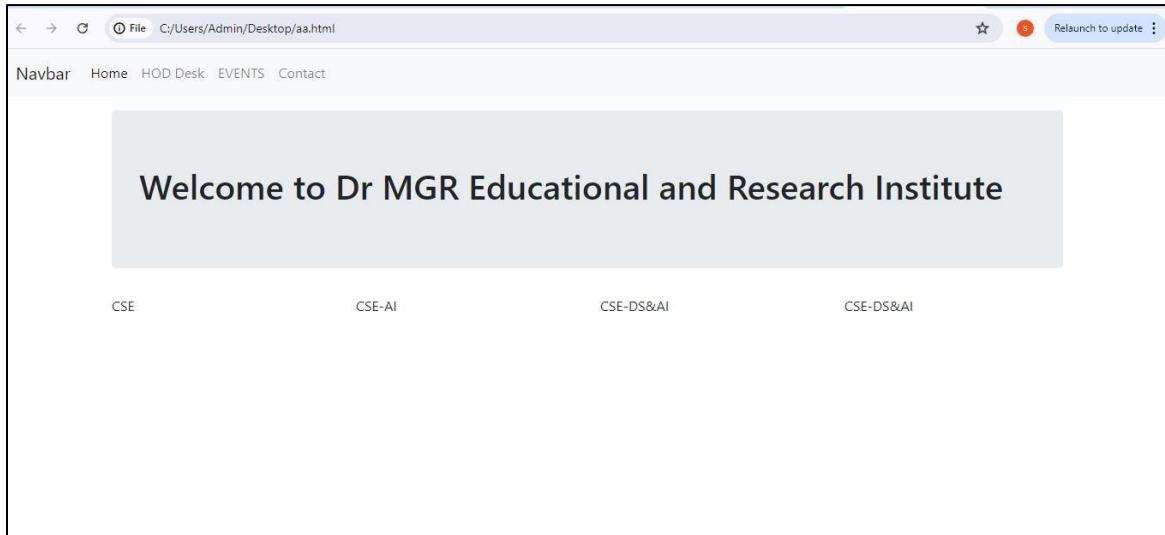 File C:/Users/Admin/Desktop/aa.html S Relaunch to update
Navbar Home HOD Desk EVENTS Contact
Welcome to Dr MGR Educational and Research Institute
CSE CSE-AI CSE-DS&AI CSE-DS&AI